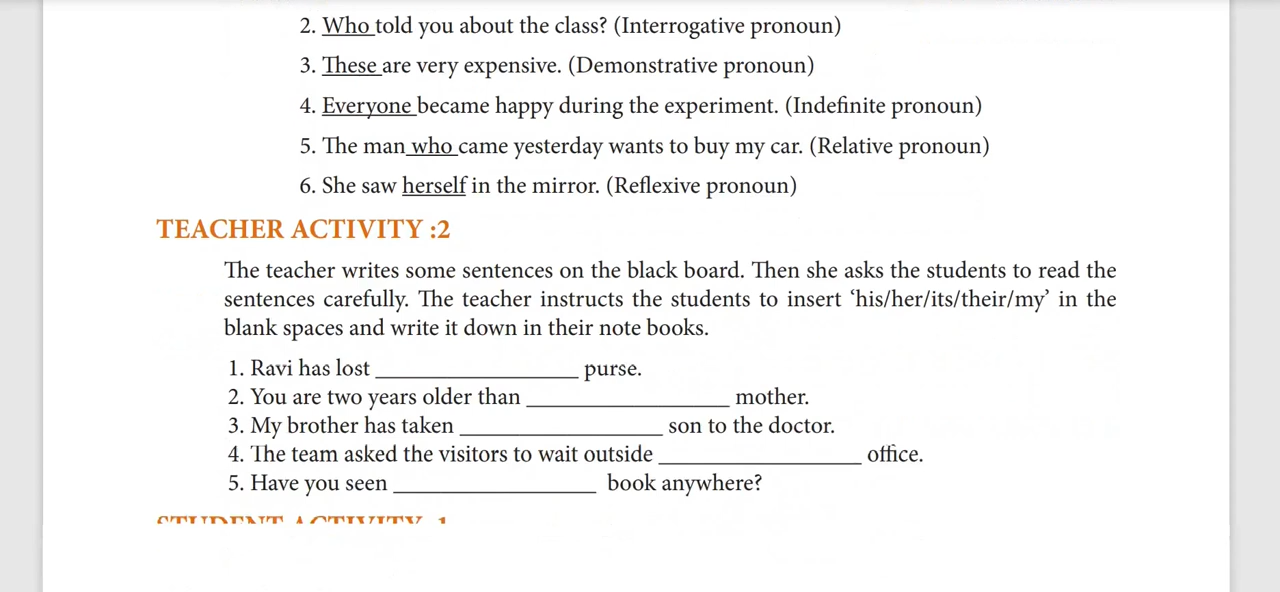 2. Who told you about the class? (Interrogative pronoun)
3. These are very expensive. (Demonstrative pronoun)
4. Everyone became happy during the experiment. (Indefinite pronoun)
5. The man who came yesterday wants to buy my car. (Relative pronoun)
6. She saw herself in the mirror. (Reflexive pronoun)
TEACHER ACTIVITY :2
The teacher writes some sentences on the black board. Then she asks the students to read the
sentences carefully. The teacher instructs the students to insert ‘his/her/its/their/my’ in the
blank spaces and write it down in their note books.
1. Ravi has lost __________________ purse.
2. You are two years older than __________________ mother.
3. My brother has taken __________________ son to the doctor.
4. The team asked the visitors to wait outside __________________ office.
5. Have you seen __________________ book anywhere?
STUDENT ACTIVITY 1